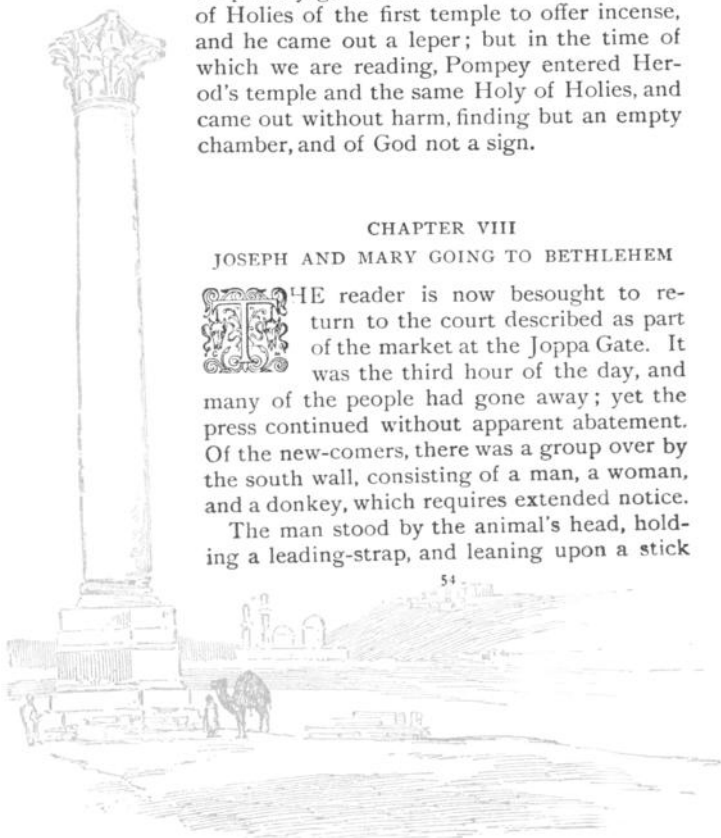 of Holies of the first temple to offer incense,
and he came out a leper; but in the time of
which we are reading, Pompey entered Her-
od's temple and the same Holy of Holies, and
came out without harm, finding but an empty
chamber, and of God not a sign.
CHAPTER VIII
JOSEPH AND MARY GOING TO BETHLEHEM
THE reader is now besought to re-
turn to the court described as part
of the market at the Joppa Gate. It
was the third hour of the day, and
many of the people had gone away; yet the
press continued without apparent abatement.
Of the new-comers, there was a group over by
the south wall, consisting of a man, a woman,
and a donkey, which requires extended notice.
The man stood by the animal's head, hold-
ing a leading-strap, and leaning upon a stick
54